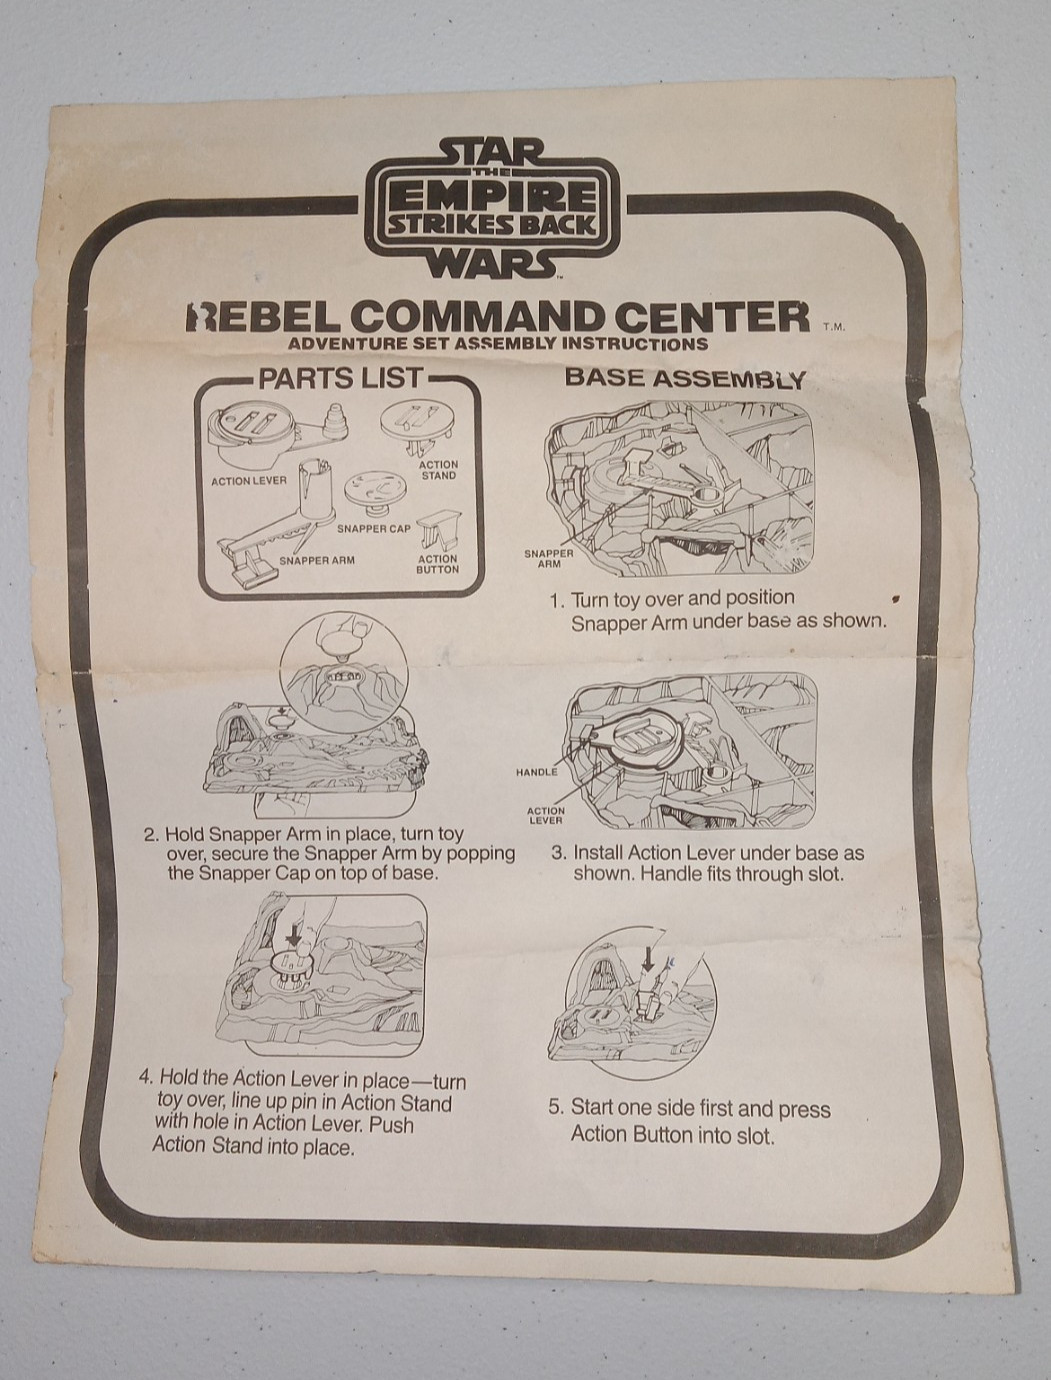 STAR
THE
EMPIRE
STRIKES BACK
WARS™
REBEL COMMAND CENTER T.M.
ADVENTURE SET ASSEMBLY INSTRUCTIONS
PARTS LIST
ACTION LEVER
ACTION
STAND
SNAPPER CAP
SNAPPER ARM
ACTION
BUTTON
BASE ASSEMBLY
SNAPPER
ARM
1. Turn toy over and position
Snapper Arm under base as shown.
2. Hold Snapper Arm in place, turn toy
over, secure the Snapper Arm by popping
the Snapper Cap on top of base.
HANDLE
ACTION
LEVER
3. Install Action Lever under base as
shown. Handle fits through slot.
4. Hold the Action Lever in place—turn
toy over, line up pin in Action Stand
with hole in Action Lever. Push
Action Stand into place.
5. Start one side first and press
Action Button into slot.